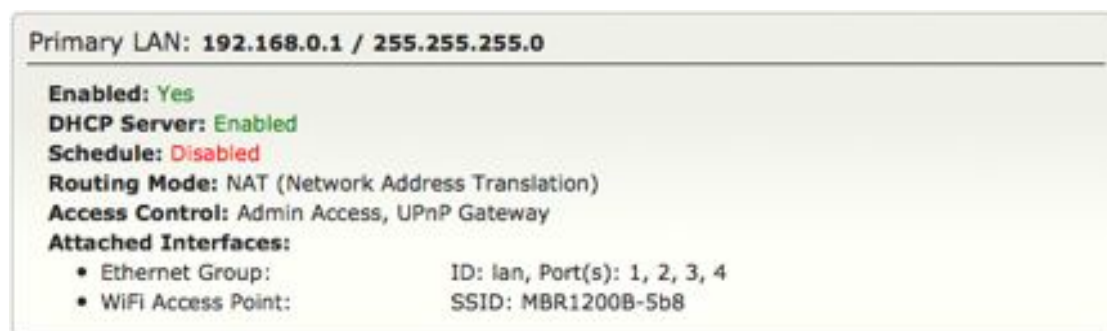 Primary LAN: 192.168.0.1 / 255.255.255.0
Enabled: Yes
DHCP Server: Enabled
Schedule: Disabled
Routing Mode: NAT (Network Address Translation)
Access Control: Admin Access, UPnP Gateway
Attached Interfaces:
• Ethernet Group: ID: lan, Port(s): 1, 2, 3, 4
• WiFi Access Point: SSID: MBR1200B-5b8